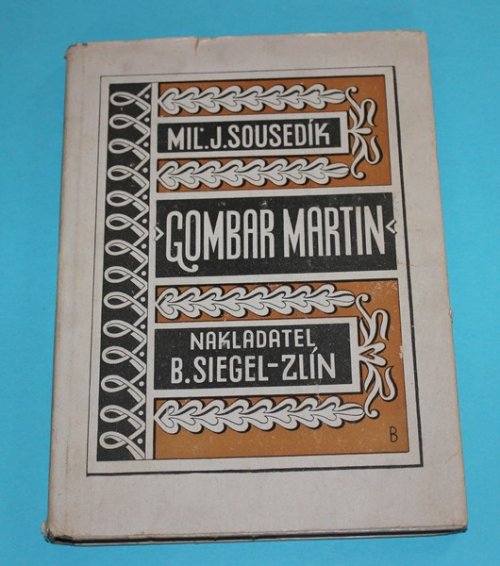 MIL'.J.SOUSEDÍK
GOMBAR MARTIN
NAKLADATEL
B.SIEGEL-ZLÍN
B